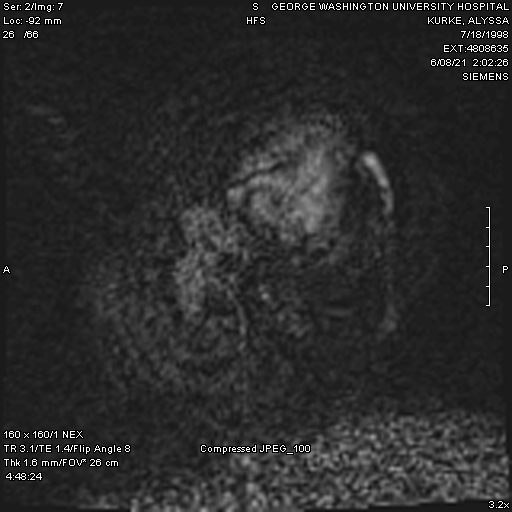 Ser: 2/Img: 7
Loc: -92 mm
26 /66
S
HFS
GEORGE WASHINGTON UNIVERSITY HOSPITAL
KURKE, ALYSSA
7/18/1998
EXT:4808635
6/08/21 2:02:26
SIEMENS
A
P
160 x 160/1 NEX
TR 3.1/TE 1.4/Flip Angle 8
Thk 1.6 mm/FOV* 26 cm
4:48:24
Compressed JPEG_100
3.2x